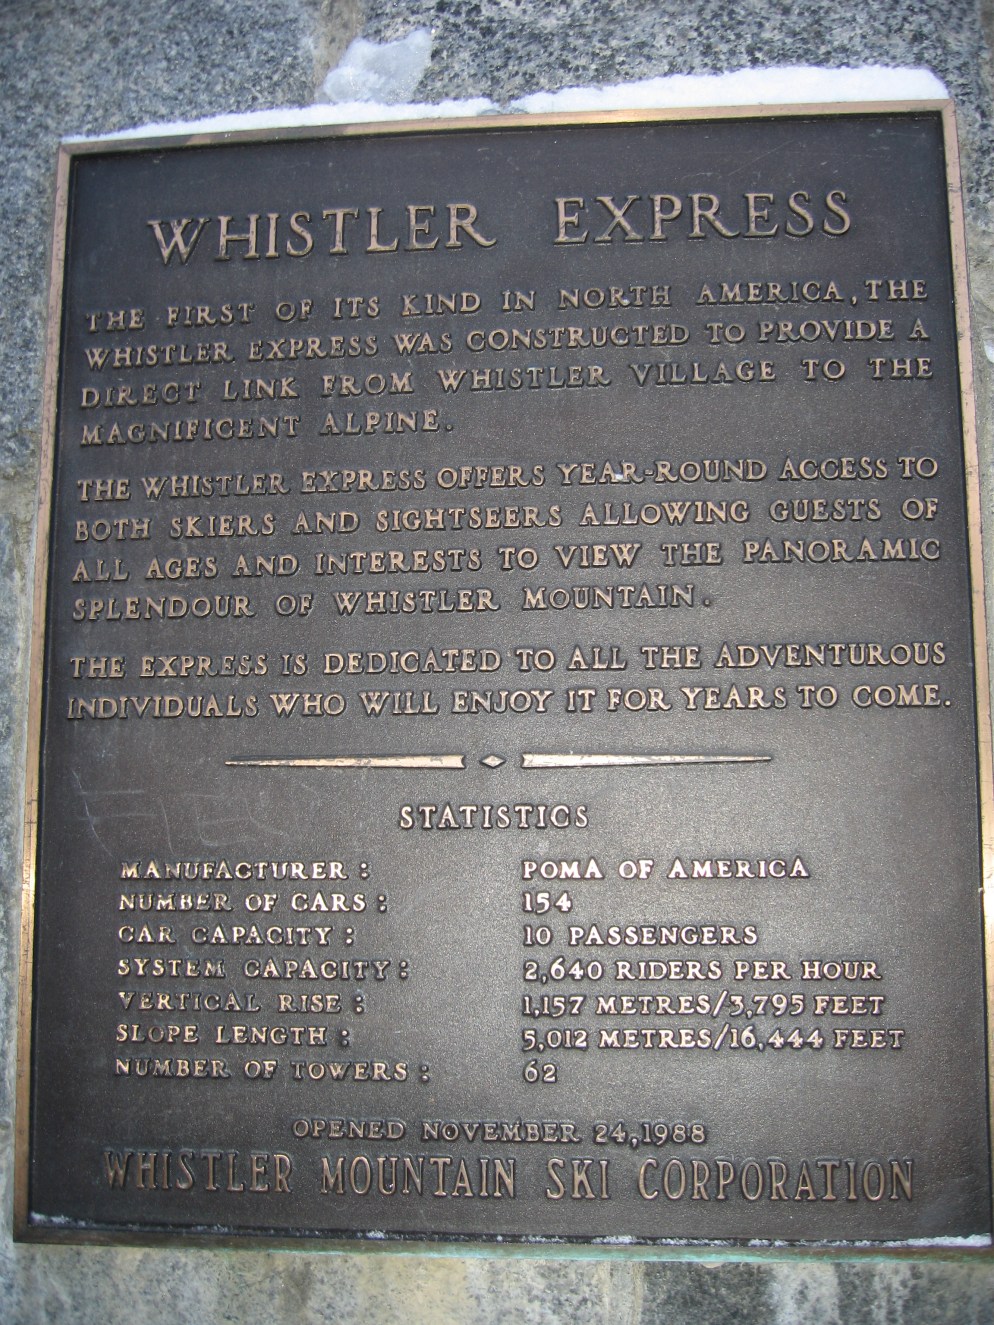 WHISTLER EXPRESS
THE FIRST OF ITS KIND IN NORTH AMERICA, THE
WHISTLER EXPRESS WAS CONSTRUCTED TO PROVIDE A
DIRECT LINK FROM WHISTLER VILLAGE TO THE
MAGNIFICENT ALPINE.
THE WHISTLER EXPRESS OFFERS YEAR-ROUND ACCESS TO
BOTH SKIERS AND SIGHTSEERS ALLOWING GUESTS OF
ALL AGES AND INTERESTS TO VIEW THE PANORAMIC
SPLENDOUR OF WHISTLER MOUNTAIN.
THE EXPRESS IS DEDICATED TO ALL THE ADVENTUROUS
INDIVIDUALS WHO WILL ENJOY IT FOR YEARS TO COME.
STATISTICS
MANUFACTURER : POMA OF AMERICA
NUMBER OF CARS : 154
CAR CAPACITY : 10 PASSENGERS
SYSTEM CAPACITY : 2,640 RIDERS PER HOUR
VERTICAL RISE : 1,157 METRES/3,795 FEET
SLOPE LENGTH : 5,012 METRES/16,444 FEET
NUMBER OF TOWERS : 62
OPENED NOVEMBER 24,1988
WHISTLER MOUNTAIN SKI CORPORATION